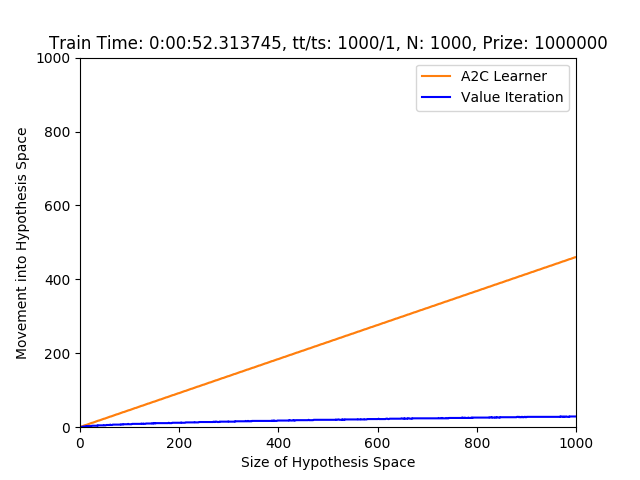 Train Time: 0:00:52.313745, tt/ts: 1000/1, N: 1000, Prize: 1000000
1000
800
600
400
200
0
Movement into Hypothesis Space
A2C Learner
Value Iteration
0 200 400 600 800 1000
Size of Hypothesis Space